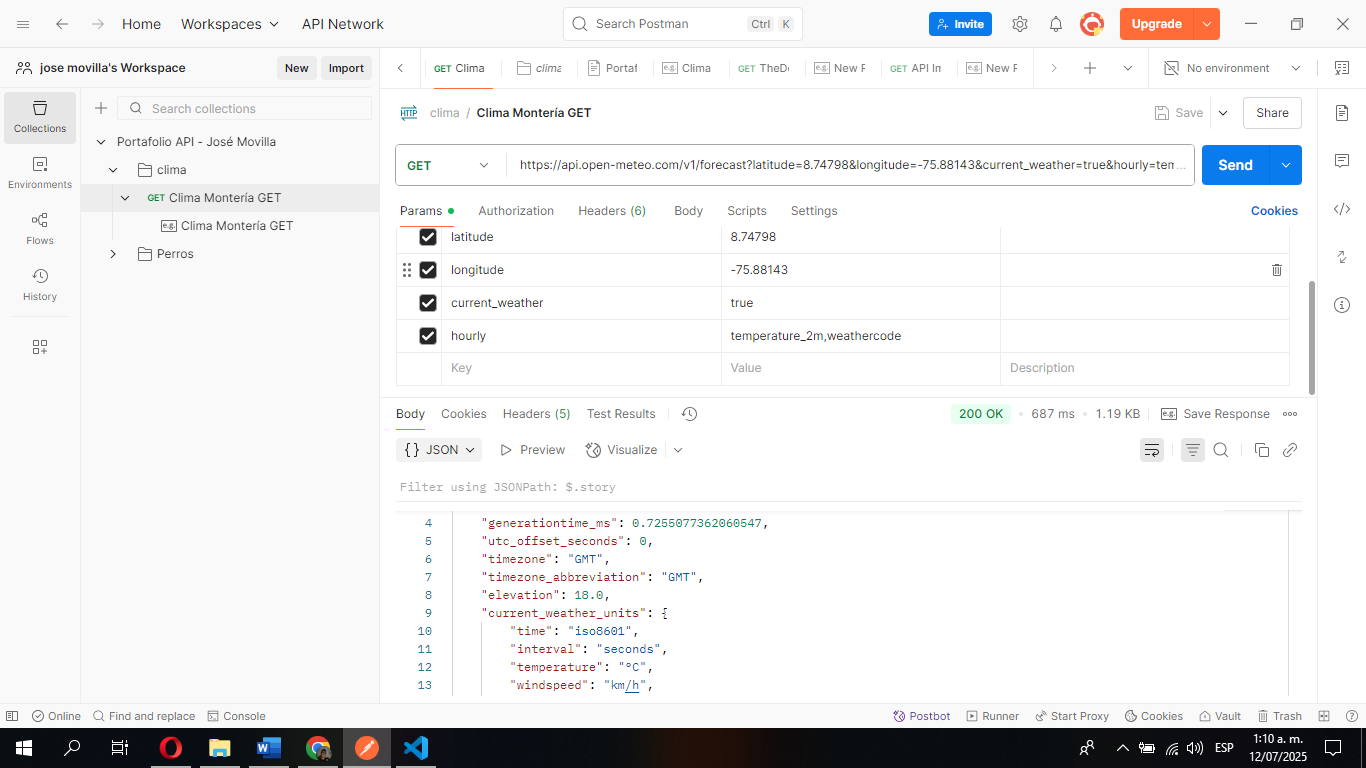 Home Workspaces API Network Search Postman Ctrl K Invite Upgrade
jose movilla's Workspace New Import GET Clima clima Portaf Clima GET TheD New F GET API Im New F No environment
Collections
Environments
Flows
History
Search collections
Portafolio API - José Movilla
clima
GET Clima Montería GET
e.g. Clima Montería GET
Perros
HTTP clima / Clima Montería GET Save Share
GET https://api.open-meteo.com/v1/forecast?latitude=8.74798&longitude=-75.88143&current_weather=true&hourly=tem... Send
Params Authorization Headers (6) Body Scripts Settings Cookies
latitude 8.74798
longitude -75.88143
current_weather true
hourly temperature_2m,weathercode
Key Value Description
Body Cookies Headers (5) Test Results 200 OK • 687 ms • 1.19 KB e.g. Save Response
{} JSON Preview Visualize
Filter using JSONPath: $.story
4 "generationtime_ms": 0.7255077362060547,
5 "utc_offset_seconds": 0,
6 "timezone": "GMT",
7 "timezone_abbreviation": "GMT",
8 "elevation": 18.0,
9 "current_weather_units": {
10 "time": "iso8601",
11 "interval": "seconds",
12 "temperature": "°C",
13 "windspeed": "km/h",
Online Find and replace Console Postbot Runner Start Proxy Cookies Vault Trash
ESP 1:10 a. m.
12/07/2025